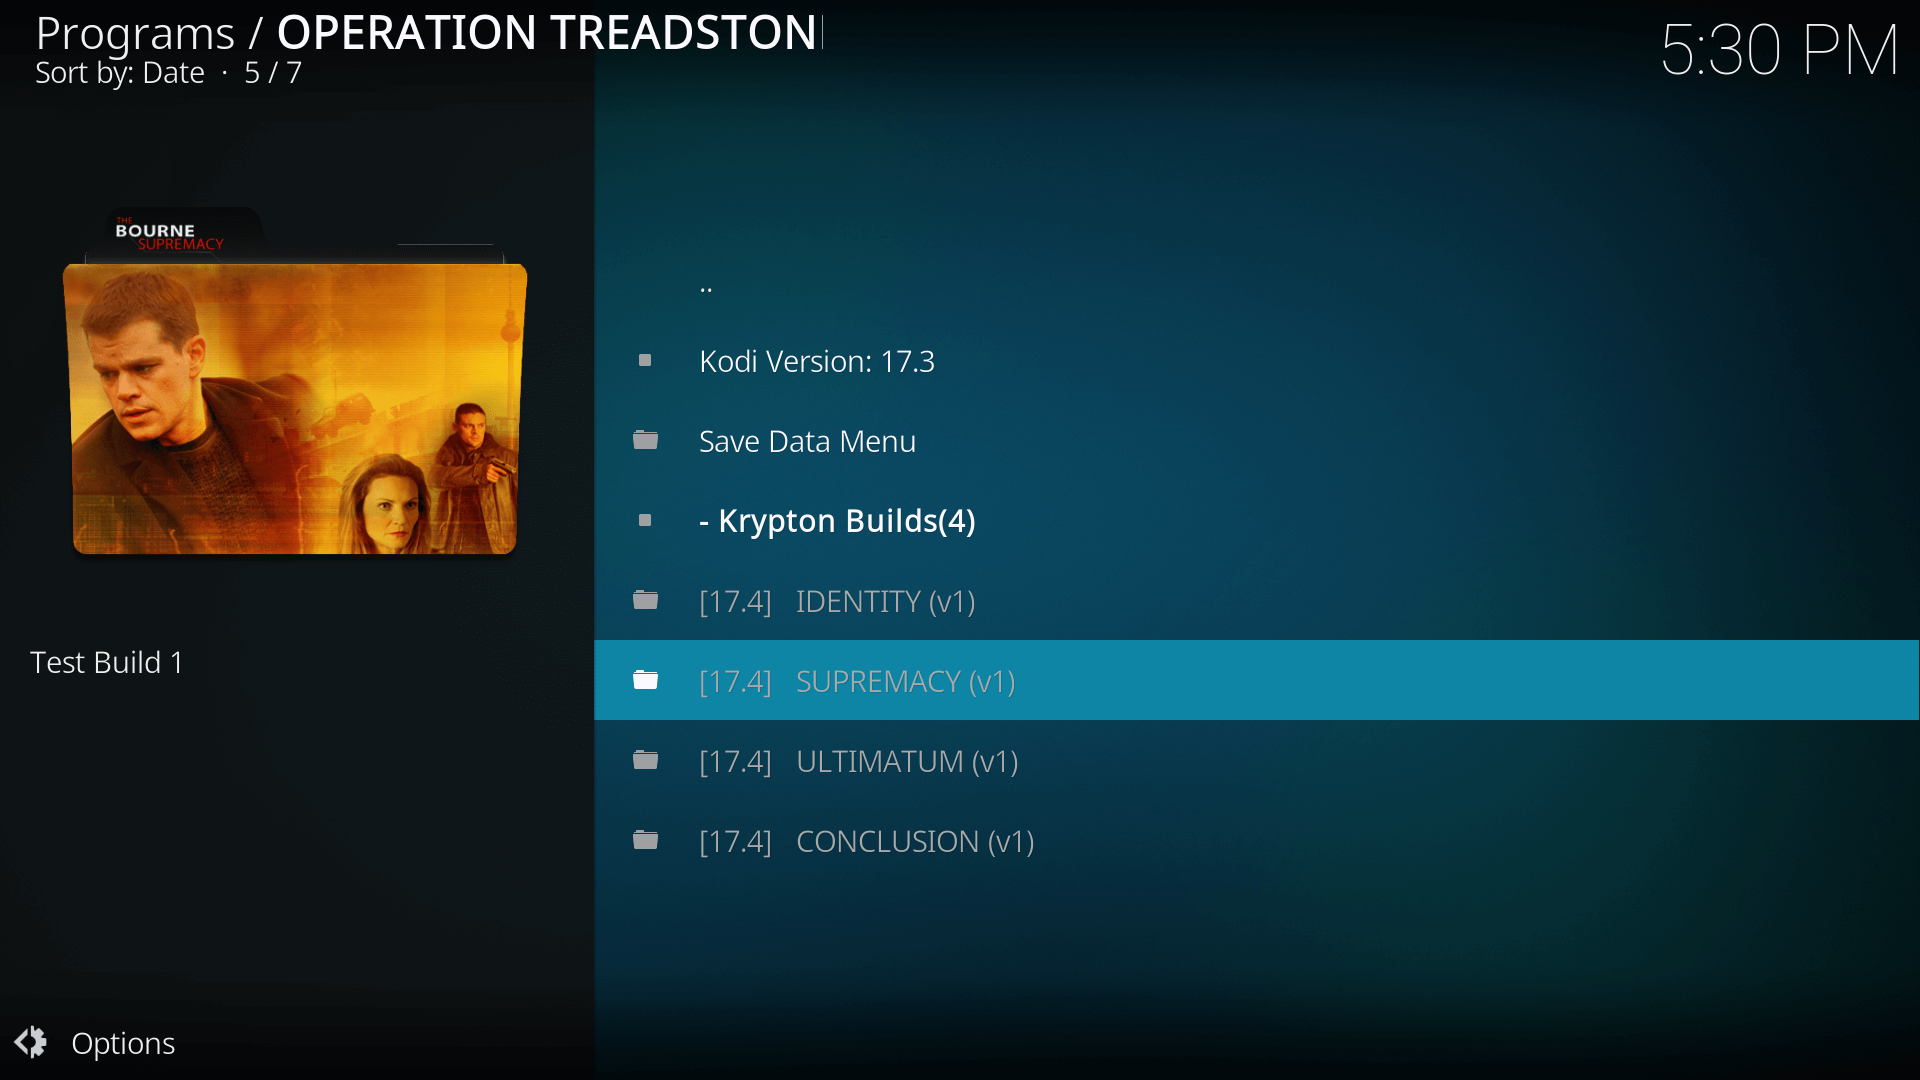 Programs / OPERATION TREADSTON
Sort by: Date · 5 / 7
5:30 PM
THE
BOURNE
SUPREMACY
Test Build 1
..
Kodi Version: 17.3
Save Data Menu
- Krypton Builds(4)
[17.4] IDENTITY (v1)
[17.4] SUPREMACY (v1)
[17.4] ULTIMATUM (v1)
[17.4] CONCLUSION (v1)
Options